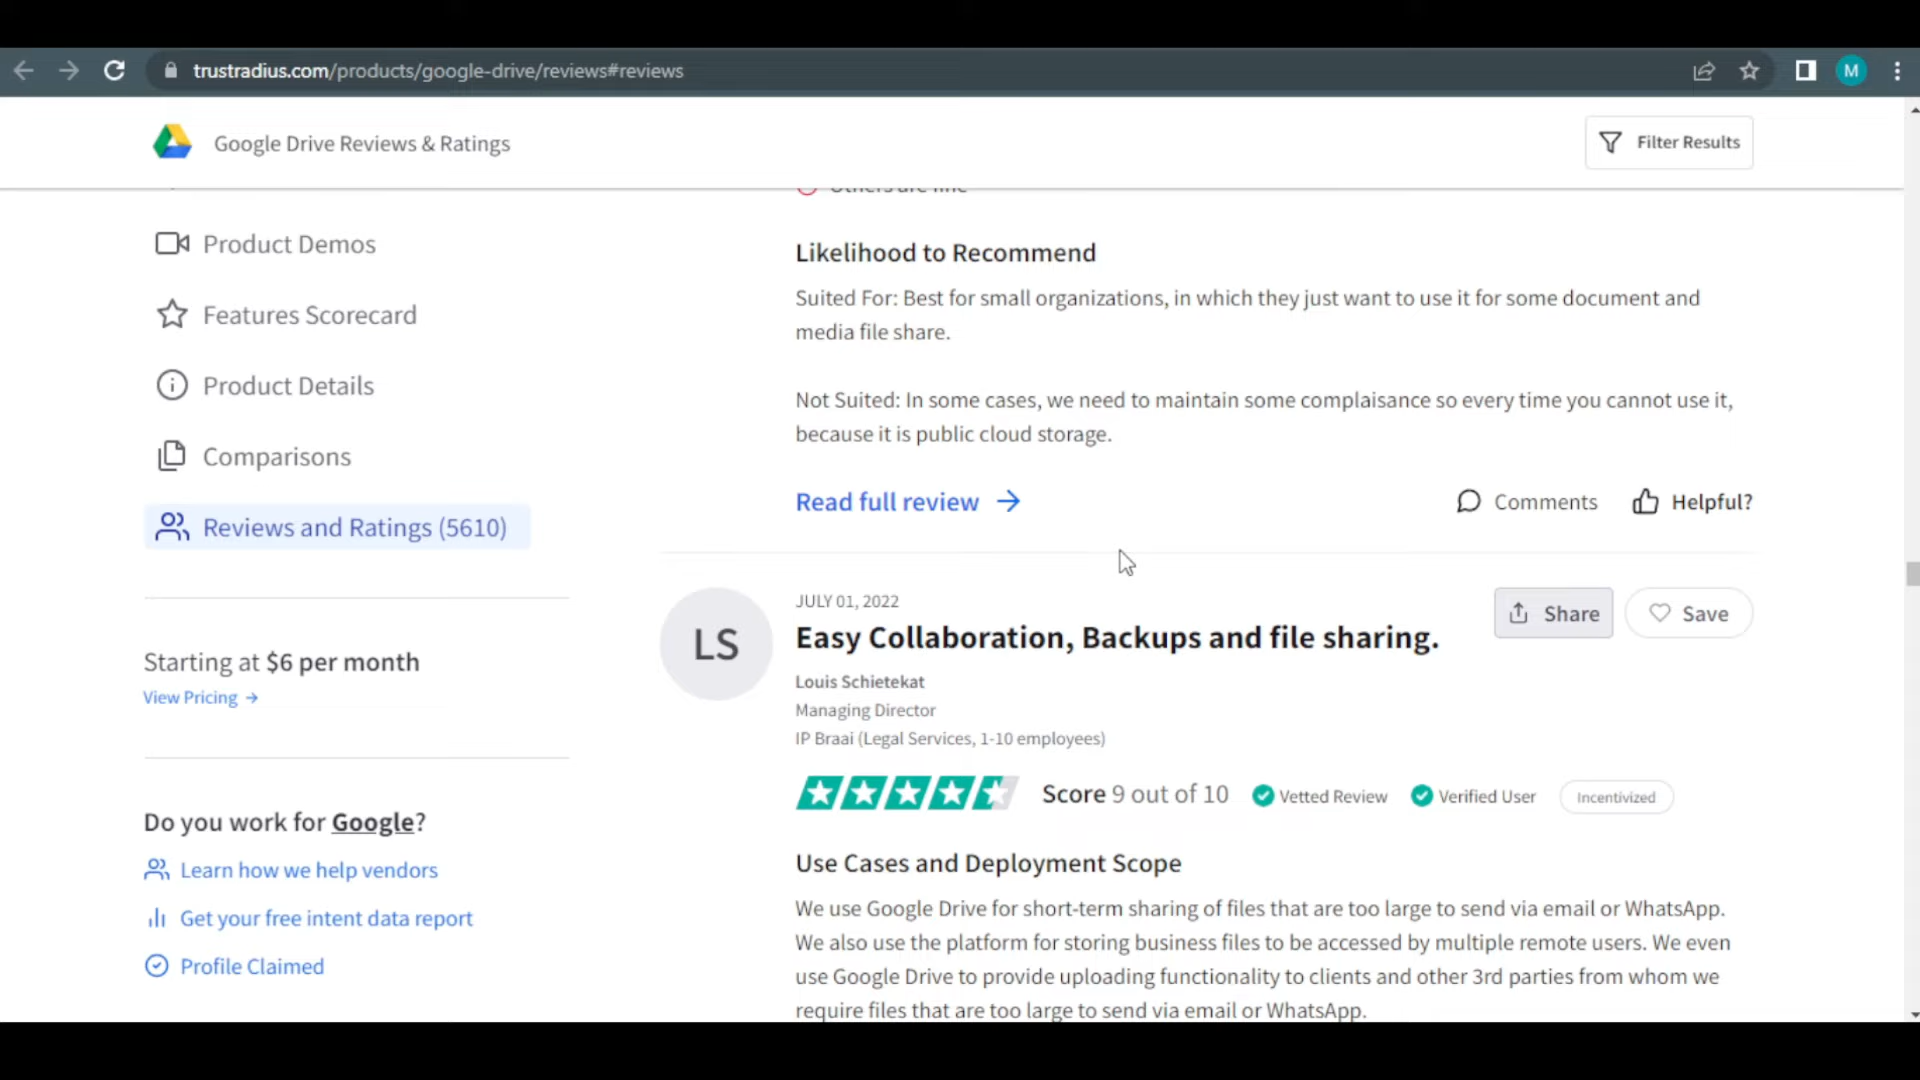 trustradius.com/products/google-drive/reviews#reviews
M
Google Drive Reviews & Ratings
Filter Results
Others are fine
Product Demos
Features Scorecard
Product Details
Comparisons
Reviews and Ratings (5610)
Starting at $6 per month
View Pricing →
Do you work for Google?
Learn how we help vendors
Get your free intent data report
Profile Claimed
Likelihood to Recommend
Suited For: Best for small organizations, in which they just want to use it for some document and
media file share.
Not Suited: In some cases, we need to maintain some complaisance so every time you cannot use it,
because it is public cloud storage.
Read full review →
Comments
Helpful?
LS
JULY 01, 2022
Easy Collaboration, Backups and file sharing.
Share
Save
Louis Schietekat
Managing Director
IP Braai (Legal Services, 1-10 employees)
Score 9 out of 10
Vetted Review
Verified User
Incentivized
Use Cases and Deployment Scope
We use Google Drive for short-term sharing of files that are too large to send via email or WhatsApp.
We also use the platform for storing business files to be accessed by multiple remote users. We even
use Google Drive to provide uploading functionality to clients and other 3rd parties from whom we
require files that are too large to send via email or WhatsApp.